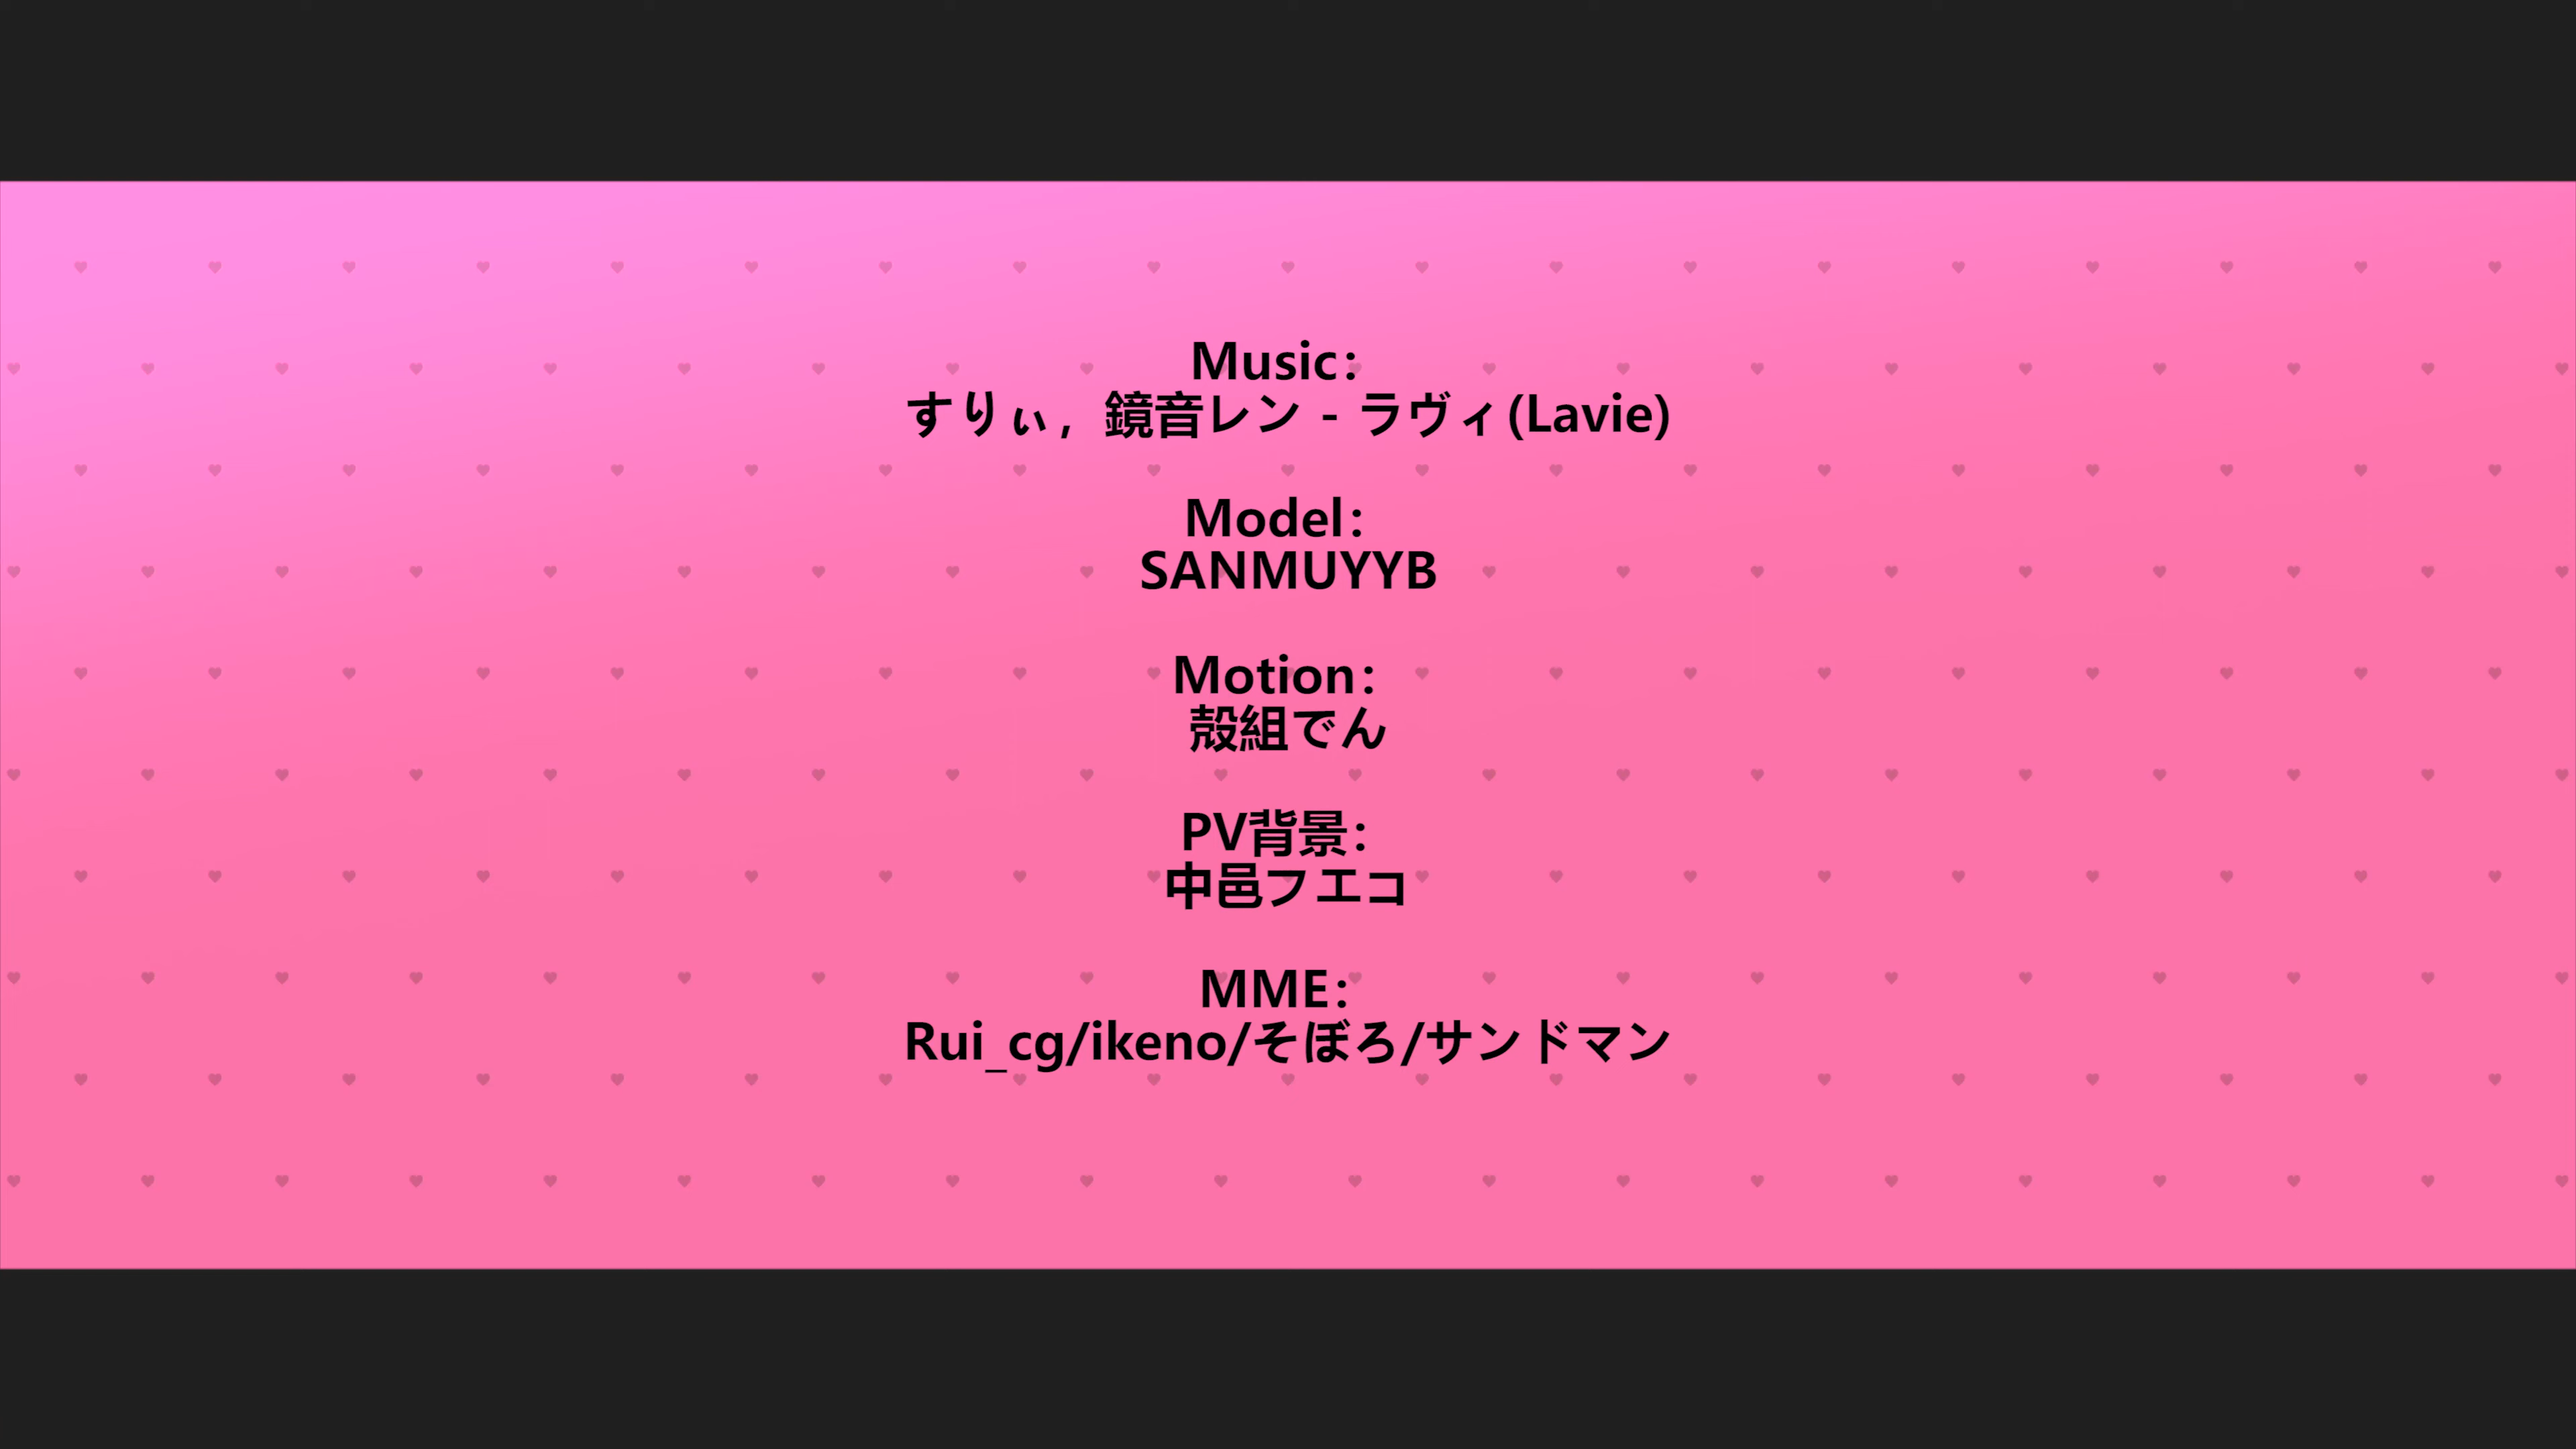 Music：
すりぃ，鏡音レン - ラヴィ(Lavie)
Model：
SANMUYYB
Motion：
殻組でん
PV背景：
中邑フエコ
MME：
Rui_cg/ikeno/そぼろ/サンドマン